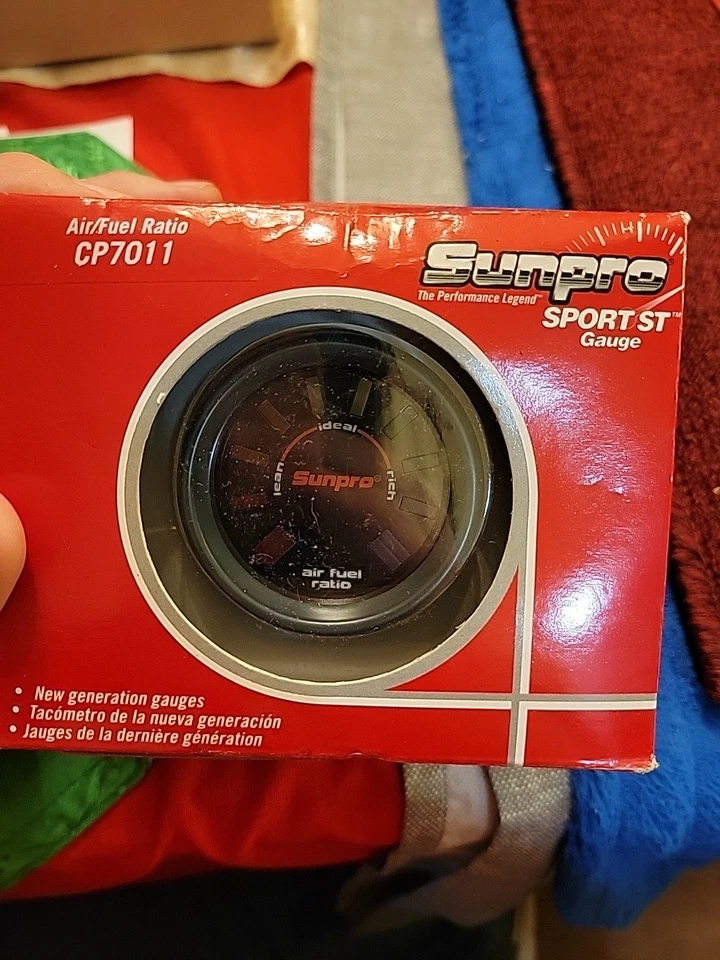 Air/Fuel Ratio
CP7011
Sunpro
The Performance Legend™
SPORT ST™
Gauge
ideal
lean
Sunpro®
rich
air fuel
ratio
• New generation gauges
• Tacómetro de la nueva generación
• Jauges de la dernière génération